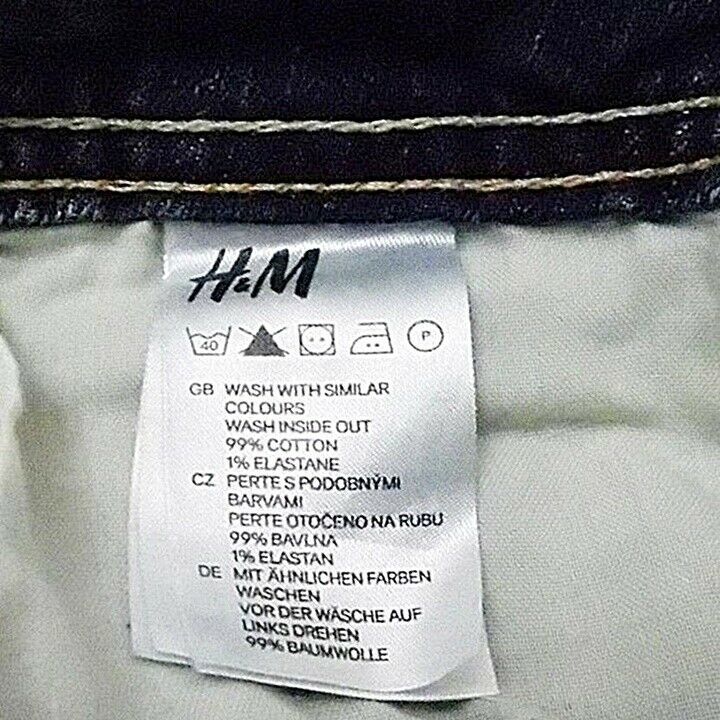 H&M
40
P
GB WASH WITH SIMILAR
COLOURS
WASH INSIDE OUT
99% COTTON
1% ELASTANE
CZ PERTE S PODOBNÝMI
BARVAMI
PERTE OTOČENO NA RUBU
99% BAVLNA
1% ELASTAN
DE MIT ÄHNLICHEN FARBEN
WASCHEN
VOR DER WÄSCHE AUF
LINKS DREHEN
99% BAUMWOLLE